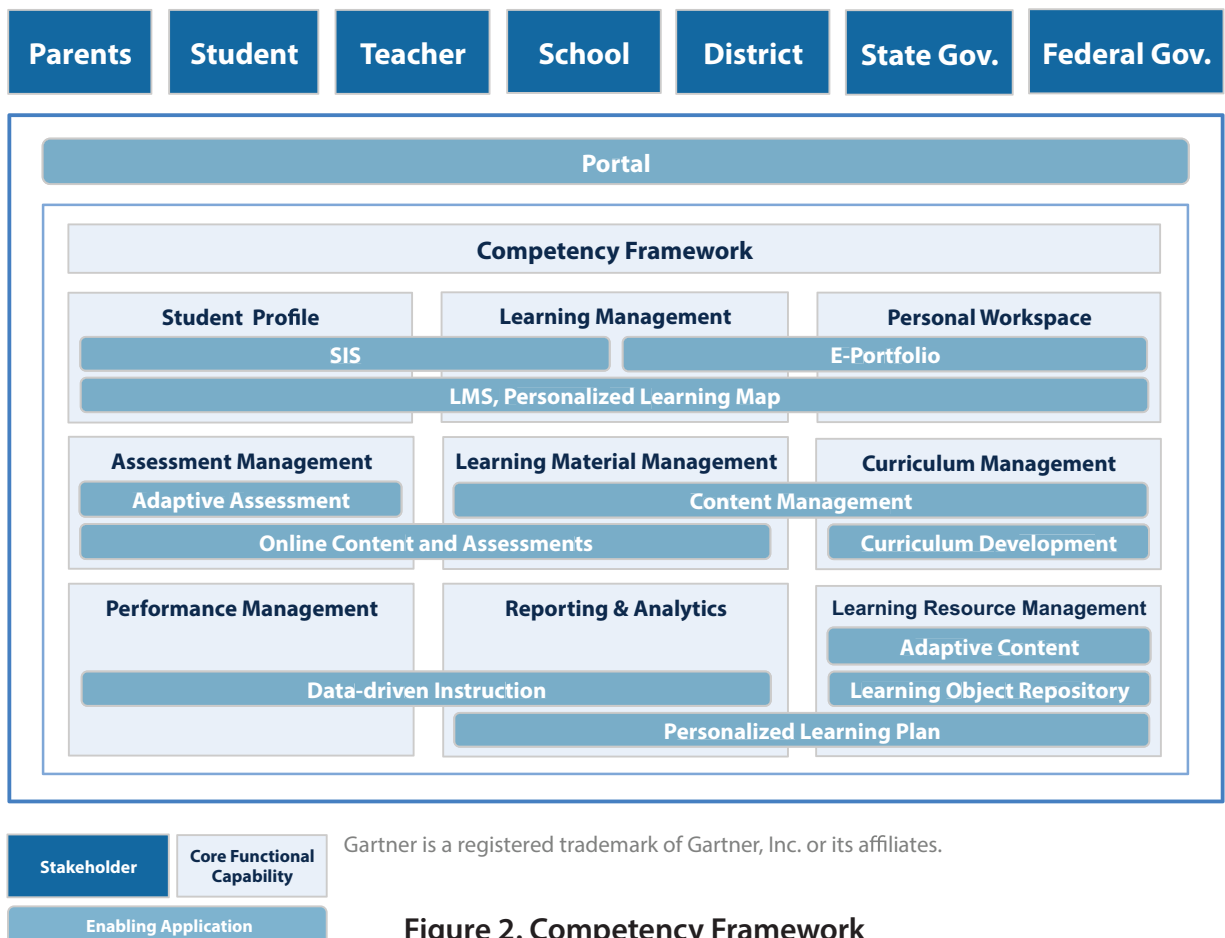 Parents Student Teacher School District State Gov. Federal Gov.
Portal
Competency Framework
Student Profile Learning Management Personal Workspace
SIS E-Portfolio
LMS, Personalized Learning Map
Assessment Management Learning Material Management Curriculum Management
Adaptive Assessment Content Management
Online Content and Assessments Curriculum Development
Performance Management Reporting & Analytics Learning Resource Management
Adaptive Content
Data-driven Instruction Learning Object Repository
Personalized Learning Plan
Stakeholder
Core Functional
Capability
Gartner is a registered trademark of Gartner, Inc. or its affiliates.
Enabling Application
Figure 2. Competency Framework